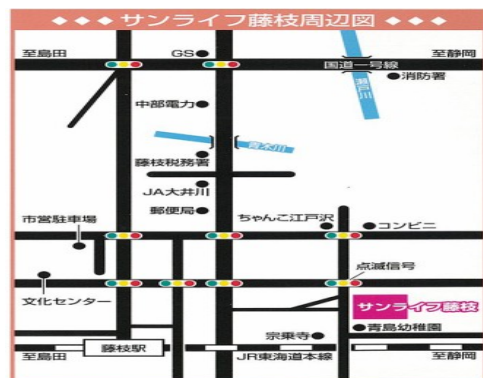 ◆◆◆サンライフ藤枝周辺図◆◆◆
至島田
GS
至静岡
国道一号線
消防署
瀬戸川
中部電力
青木川
藤枝税務署
JA大井川
郵便局
市営駐車場
ちゃんこ江戸沢
コンビニ
点滅信号
文化センター
サンライフ藤枝
青島幼稚園
宗乗寺
至島田
藤枝駅
JR東海道本線
至静岡